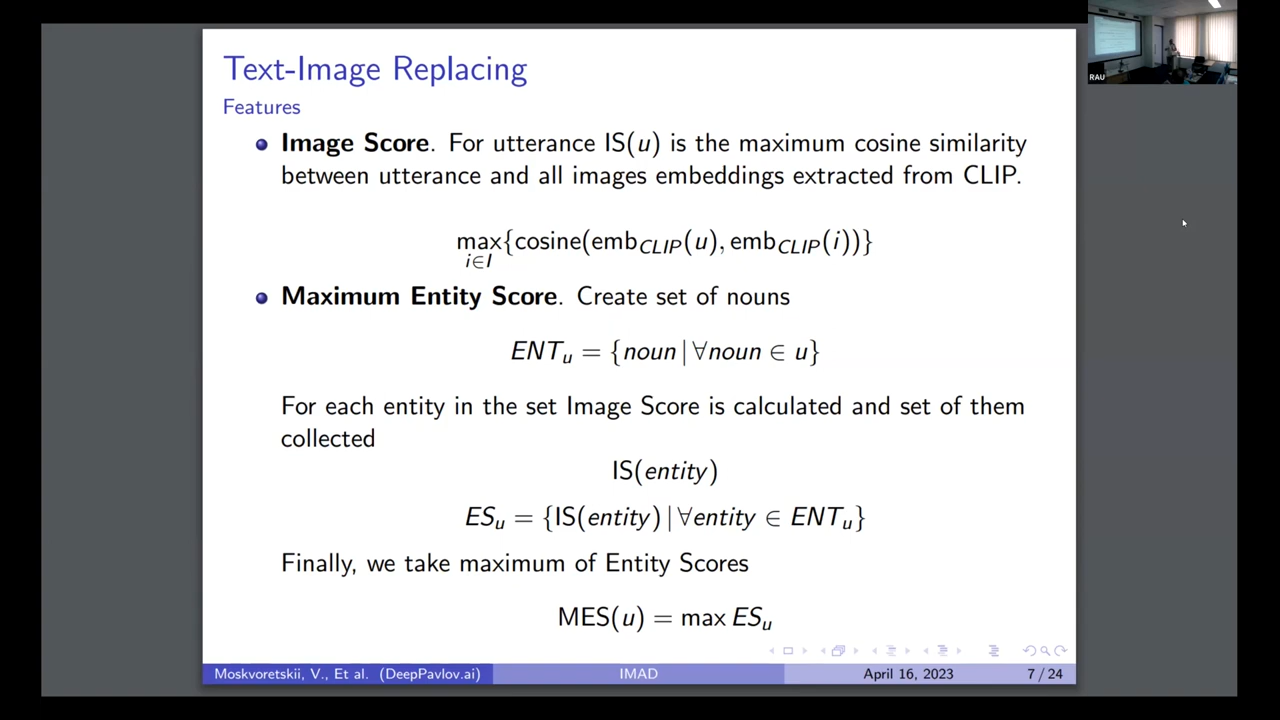 Text-Image Replacing
Features
Image Score. For utterance IS(u) is the maximum cosine similarity
between utterance and all images embeddings extracted from CLIP.
max{cosine(emb_CLIP(u), emb_CLIP(i))}
i∈I
Maximum Entity Score. Create set of nouns
ENT_u = {noun | ∀noun ∈ u}
For each entity in the set Image Score is calculated and set of them
collected
IS(entity)
ES_u = {IS(entity) | ∀entity ∈ ENT_u}
Finally, we take maximum of Entity Scores
MES(u) = max ES_u
Moskvoretskii, V., Et al. (DeepPavlov.ai) IMAD April 16, 2023 7 / 24
RAU